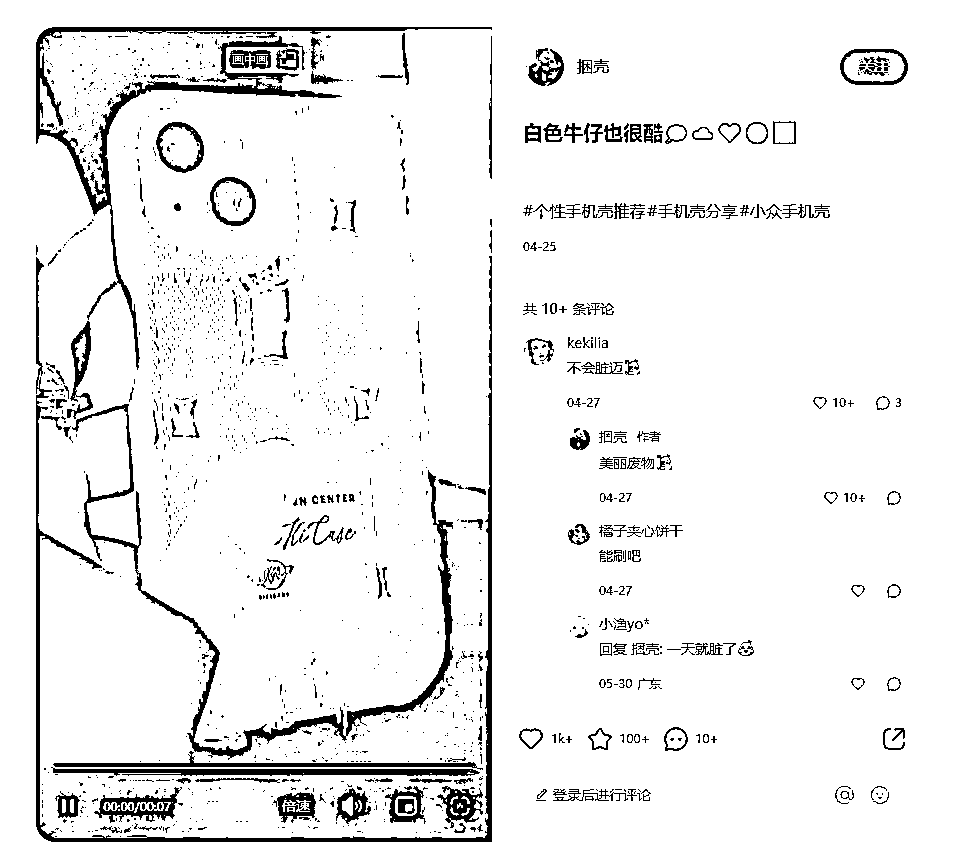 画中画
JN CENTER
HiCase
00:00/00:07
倍速
捆壳
关注
白色牛仔也很酷
#个性手机壳推荐#手机壳分享#小众手机壳
04-25
共 10+ 条评论
kekilia
不会脏迈
04-27
10+ 3
捆壳 作者
美丽废物
04-27
10+
橘子夹心饼干
能刷吧
04-27
小渔yo*
回复 捆壳: 一天就脏了
05-30 广东
1k+ 100+ 10+
登录后进行评论